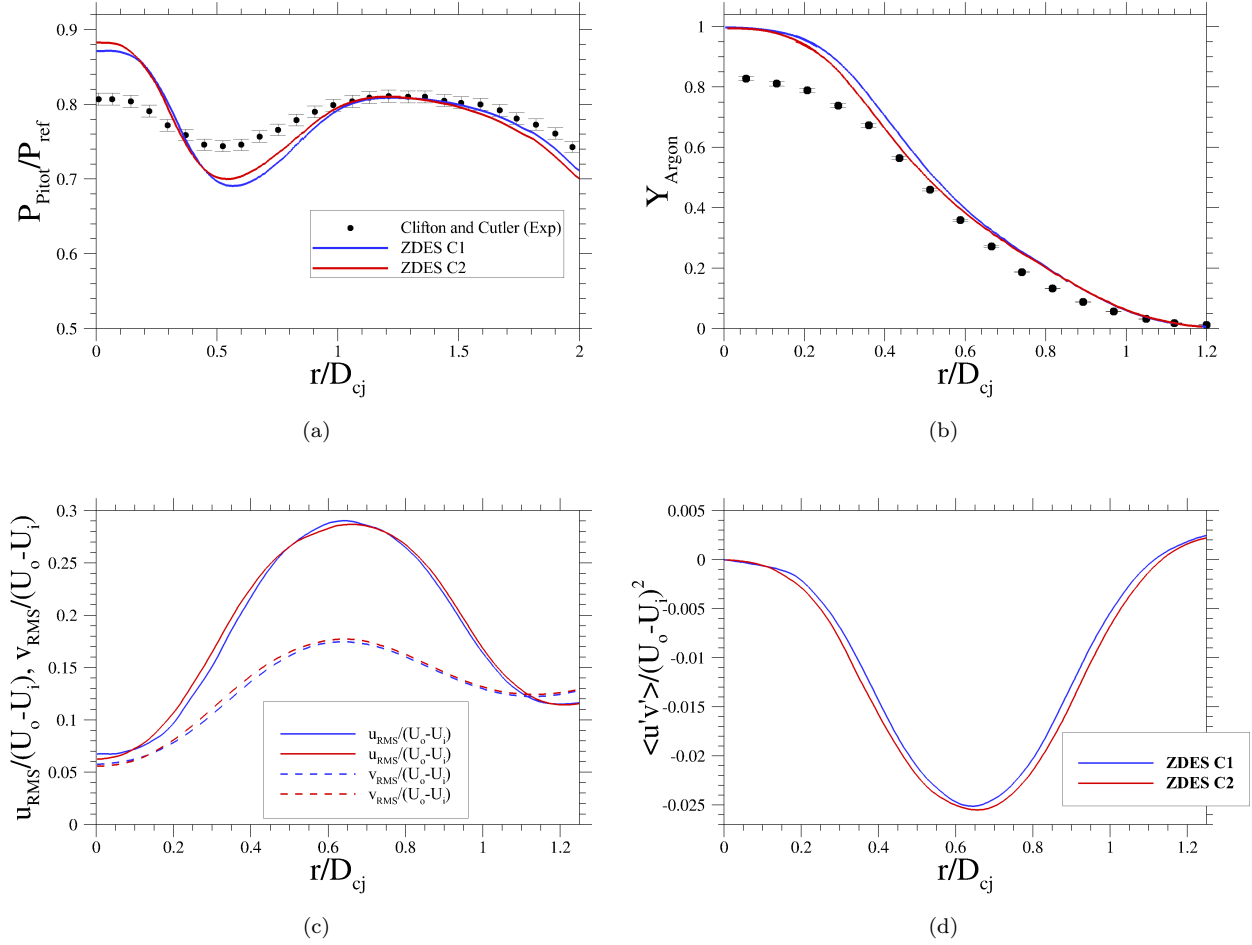 P_Pitot/P_ref
0.9
0.8
0.7
0.6
0.5
0
0.5
1
1.5
2
r/D_cj
Clifton and Cutler (Exp)
ZDES C1
ZDES C2
(a)
Y_Argon
1
0.8
0.6
0.4
0.2
0
0
0.2
0.4
0.6
0.8
1
1.2
r/D_cj
(b)
u_RMS/(U_o-U_i), v_RMS/(U_o-U_i)
0.3
0.25
0.2
0.15
0.1
0.05
0
0
0.2
0.4
0.6
0.8
1
1.2
r/D_cj
u_RMS/(U_o-U_i)
u_RMS/(U_o-U_i)
v_RMS/(U_o-U_i)
v_RMS/(U_o-U_i)
(c)
<u'v'>/(U_o-U_i)^2
0.005
0
-0.005
-0.01
-0.015
-0.02
-0.025
0
0.2
0.4
0.6
0.8
1
1.2
r/D_cj
ZDES C1
ZDES C2
(d)